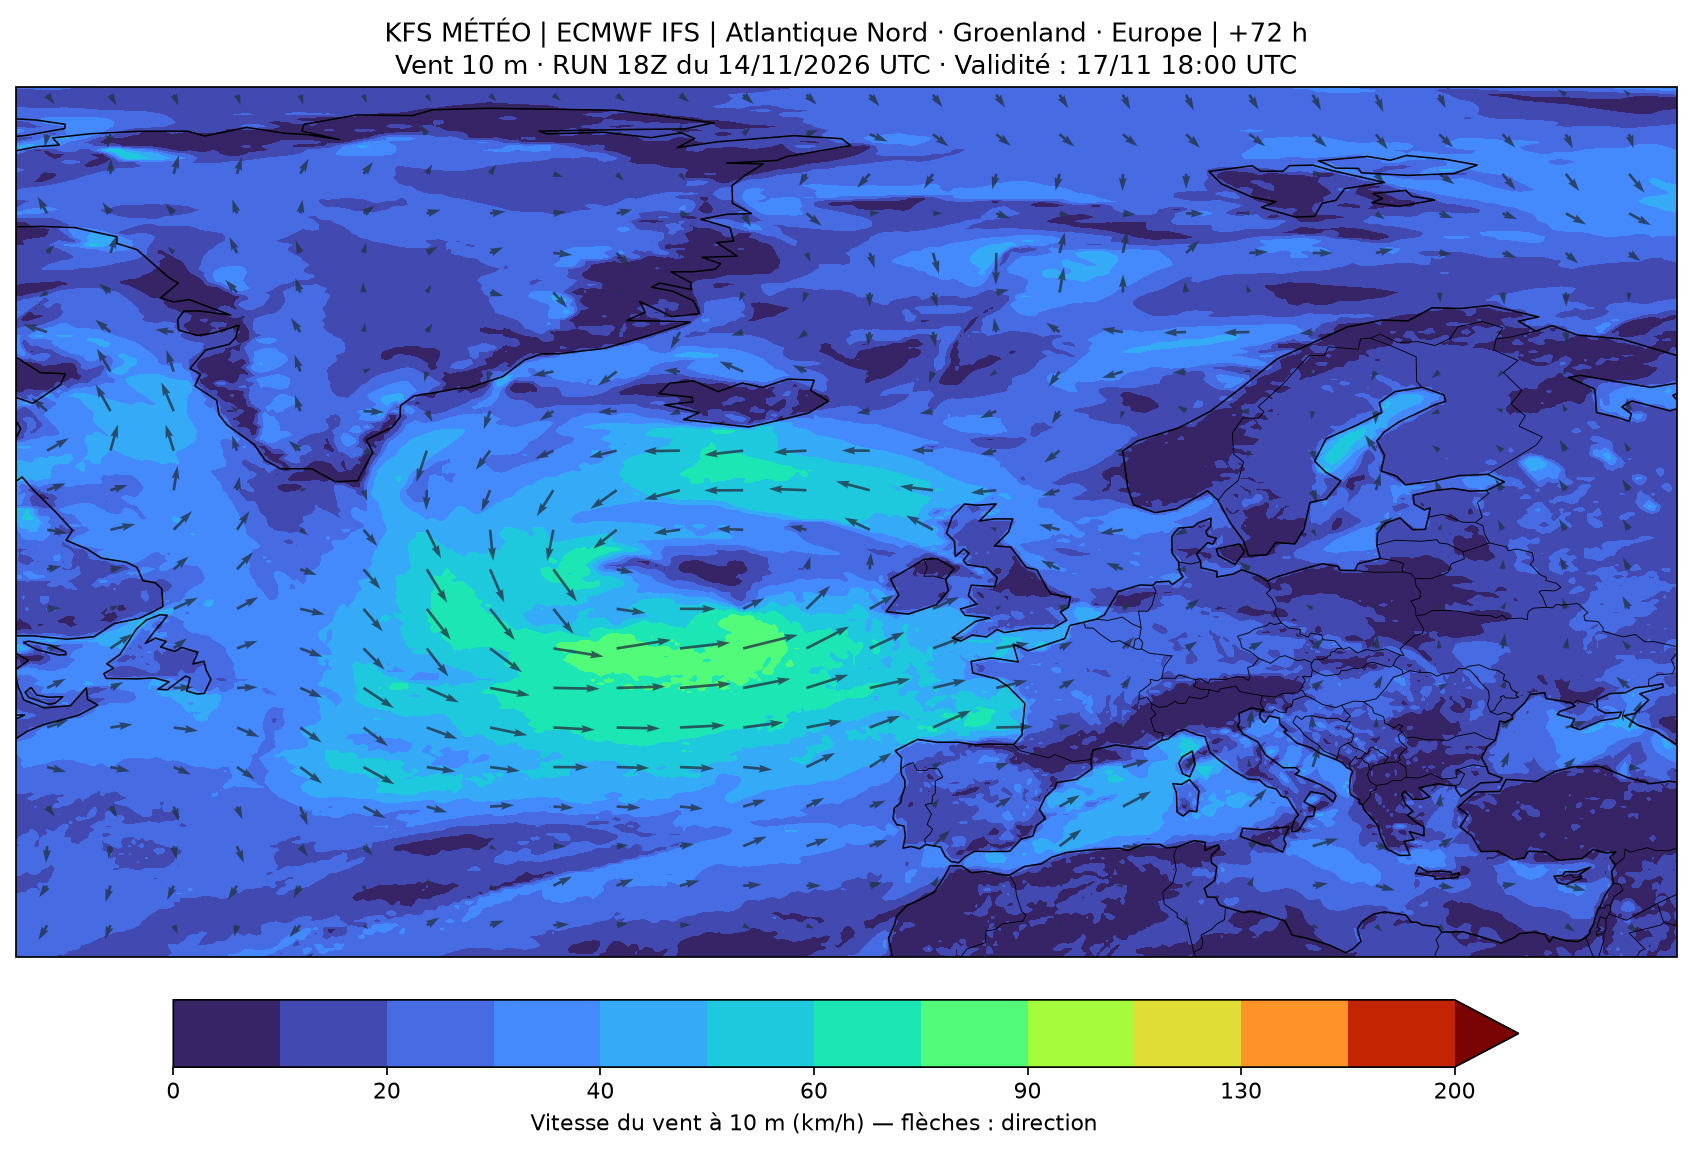 KFS MÉTÉO | ECMWF IFS | Atlantique Nord · Groenland · Europe | +72 h
Vent 10 m · RUN 18Z du 14/11/2026 UTC · Validité : 17/11 18:00 UTC
0 20 40 60 90 130 200
Vitesse du vent à 10 m (km/h) — flèches : direction